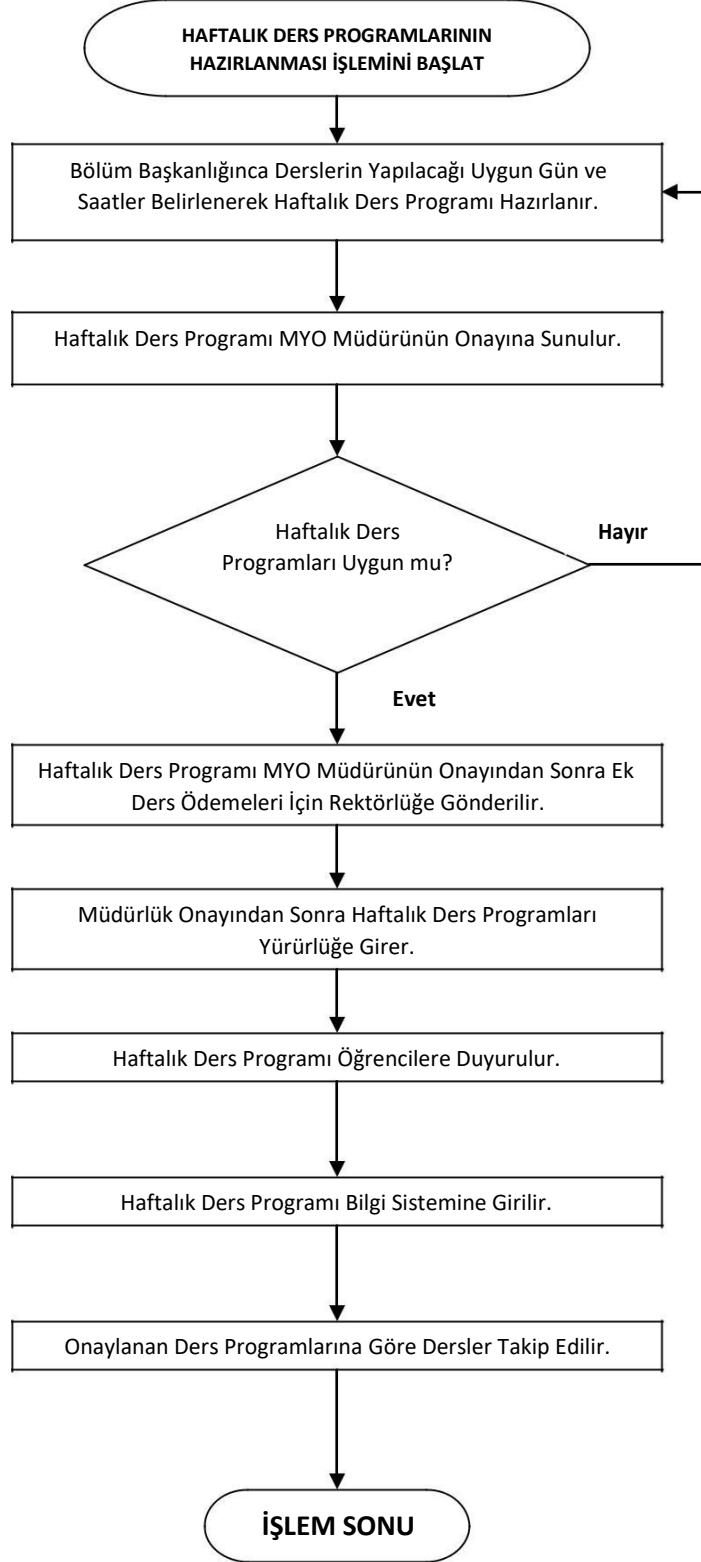 HAFTALIK DERS PROGRAMLARININ
HAZIRLANMASI İŞLEMİNİ BAŞLAT
Bölüm Başkanlığınca Derslerin Yapılacağı Uygun Gün ve
Saatler Belirlenerek Haftalık Ders Programı Hazırlanır.
Haftalık Ders Programı MYO Müdürünün Onayına Sunulur.
Haftalık Ders
Programları Uygun mu?
Hayır
Evet
Haftalık Ders Programı MYO Müdürünün Onayından Sonra Ek
Ders Ödemeleri İçin Rektörlüğe Gönderilir.
Müdürlük Onayından Sonra Haftalık Ders Programları
Yürürlüğe Girer.
Haftalık Ders Programı Öğrencilere Duyurulur.
Haftalık Ders Programı Bilgi Sistemine Girilir.
Onaylanan Ders Programlarına Göre Dersler Takip Edilir.
İŞLEM SONU